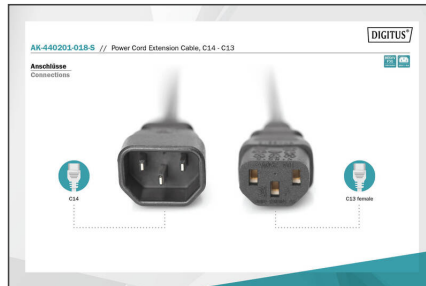 DIGITUS®
AK-440201-018-S // Power Cord Extension Cable, C14 - C13
Anschlüsse
Connections
C14
C13 female